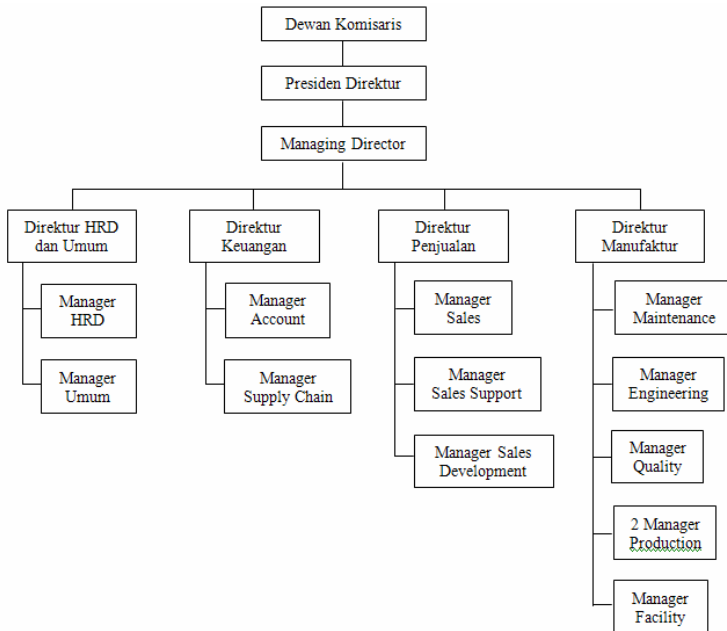 Dewan Komisaris
Presiden Direktur
Managing Director
Direktur HRD
dan Umum
Manager
HRD
Manager
Umum
Direktur
Keuangan
Manager
Account
Manager
Supply Chain
Direktur
Penjualan
Manager
Sales
Manager
Sales Support
Manager Sales
Development
Direktur
Manufaktur
Manager
Maintenance
Manager
Engineering
Manager
Quality
2 Manager
Production
Manager
Facility